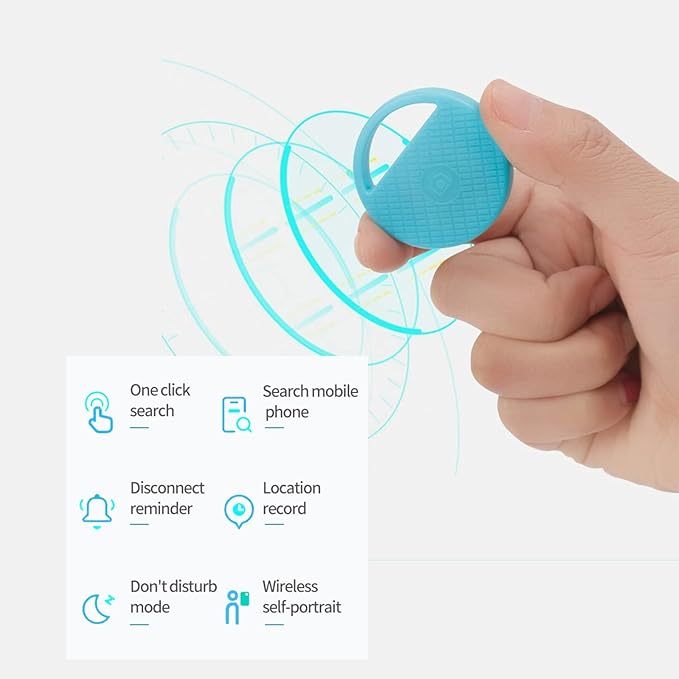 One click
search
Search mobile
phone
Disconnect
reminder
Location
record
Don't disturb
mode
Wireless
self-portrait